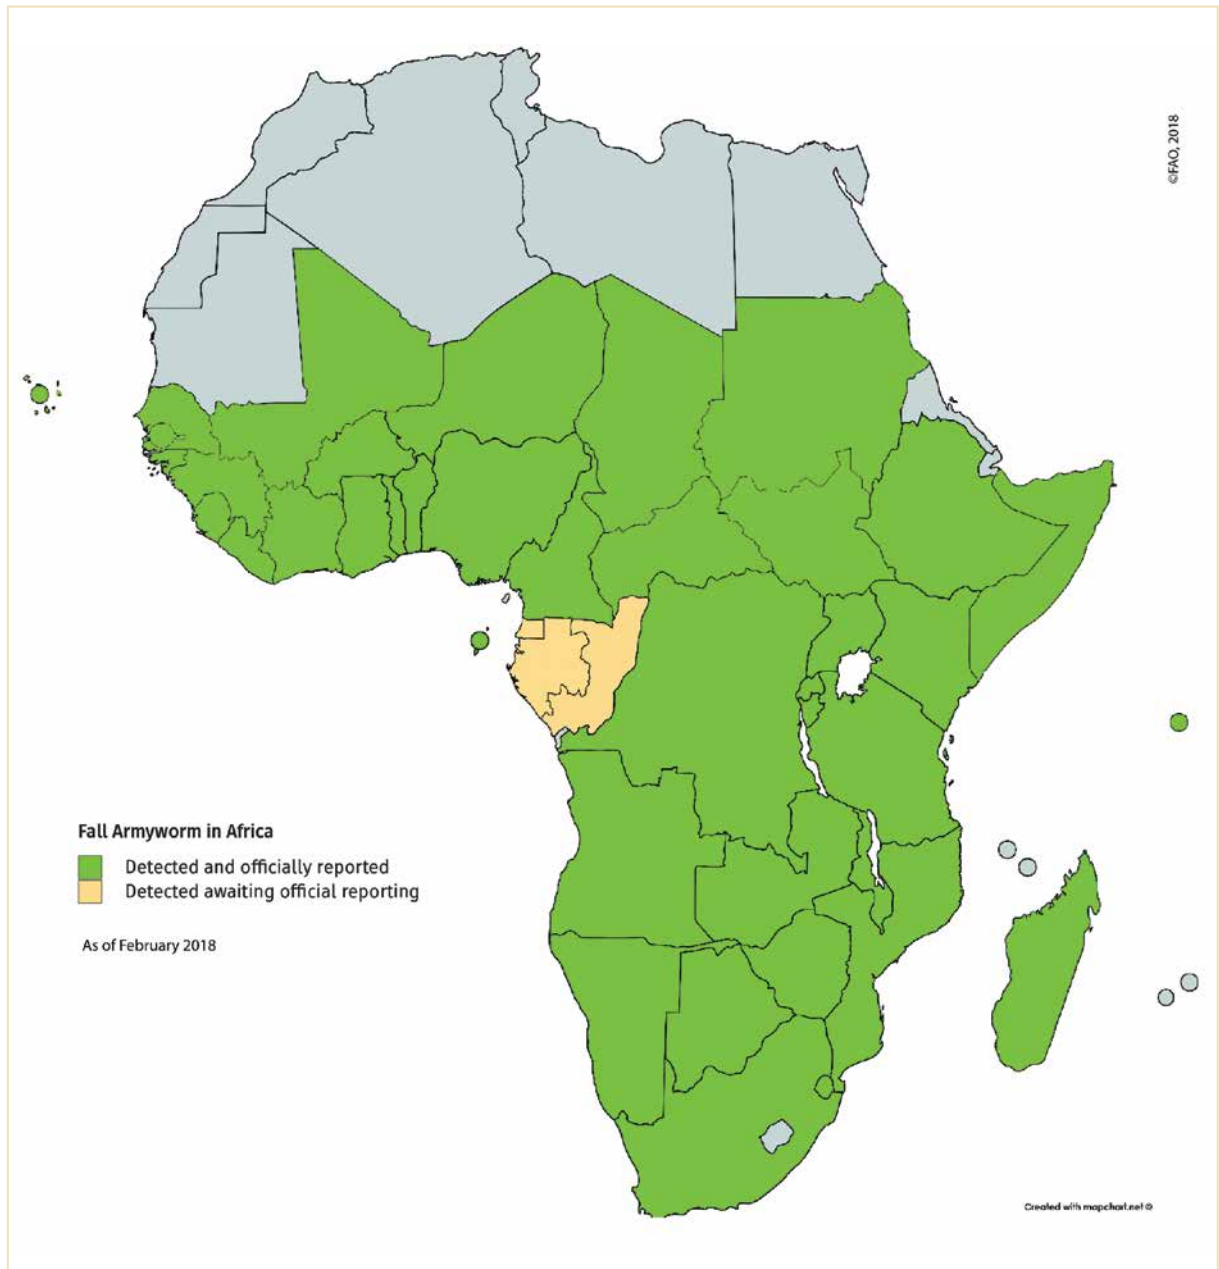 ©FAO, 2018
Fall Armyworm in Africa
Detected and officially reported
Detected awaiting official reporting
As of February 2018
Created with mapchart.net ©